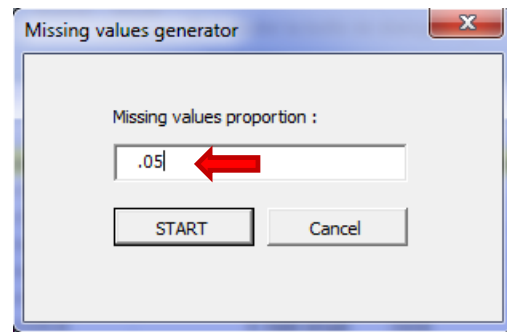 Missing values generator
Missing values proportion :
.05
START Cancel